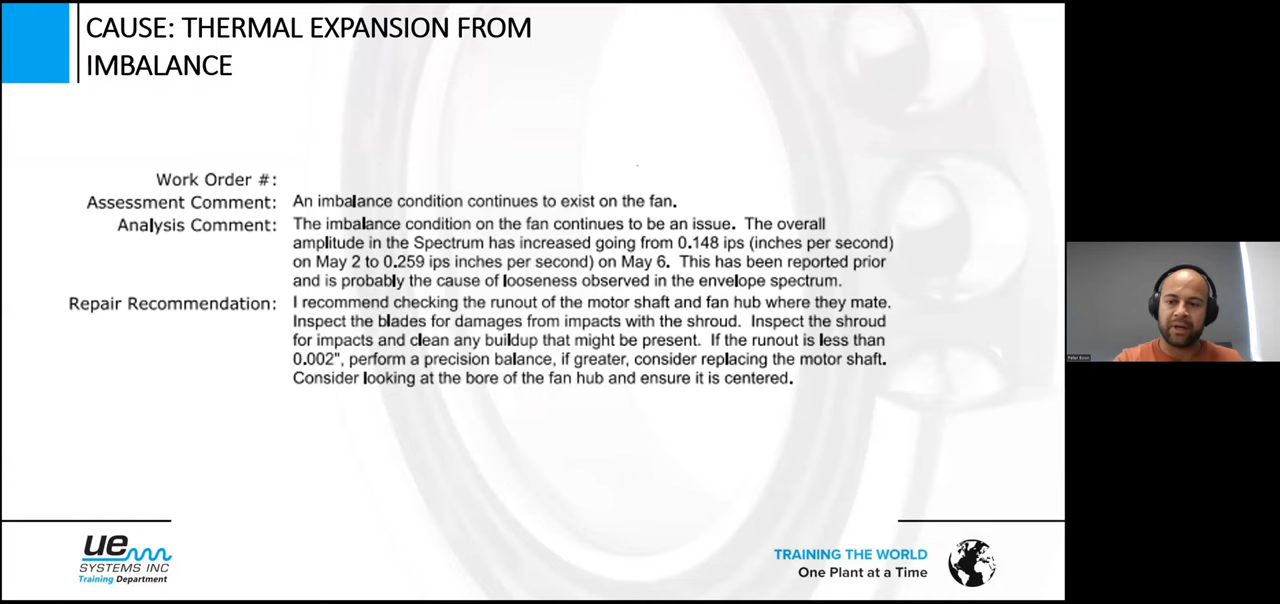 CAUSE: THERMAL EXPANSION FROM
IMBALANCE
Work Order #:
Assessment Comment: An imbalance condition continues to exist on the fan.
Analysis Comment: The imbalance condition on the fan continues to be an issue. The overall
amplitude in the Spectrum has increased going from 0.148 ips (inches per second)
on May 2 to 0.259 ips inches per second) on May 6. This has been reported prior
and is probably the cause of looseness observed in the envelope spectrum.
Repair Recommendation: I recommend checking the runout of the motor shaft and fan hub where they mate.
Inspect the blades for damages from impacts with the shroud. Inspect the shroud
for impacts and clean any buildup that might be present. If the runout is less than
0.002", perform a precision balance, if greater, consider replacing the motor shaft.
Consider looking at the bore of the fan hub and ensure it is centered.
ue
SYSTEMS INC
Training Department
TRAINING THE WORLD
One Plant at a Time